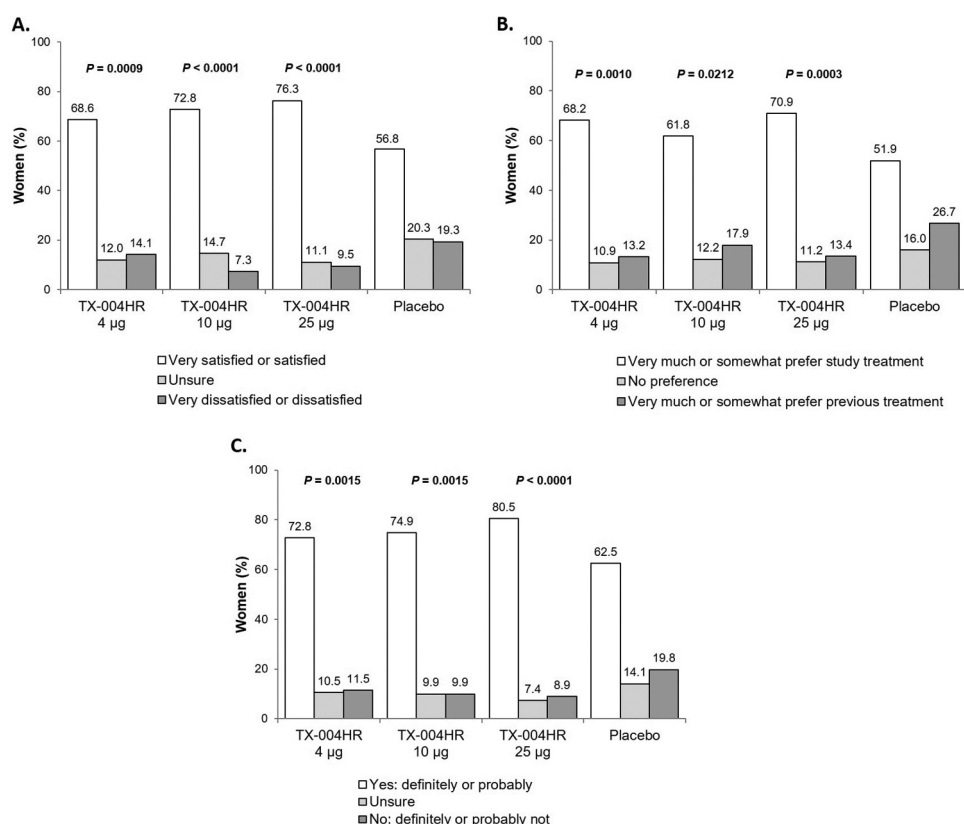 A.
100
80
60
40
20
0
Women (%)
P = 0.0009 P < 0.0001 P < 0.0001
68.6 12.0 14.1 72.8 14.7 7.3 76.3 11.1 9.5 56.8 20.3 19.3
TX-004HR TX-004HR TX-004HR Placebo
4 µg 10 µg 25 µg
Very satisfied or satisfied
Unsure
Very dissatisfied or dissatisfied
B.
100
80
60
40
20
0
Women (%)
P = 0.0010 P = 0.0212 P = 0.0003
68.2 10.9 13.2 61.8 12.2 17.9 70.9 11.2 13.4 51.9 16.0 26.7
TX-004HR TX-004HR TX-004HR Placebo
4 µg 10 µg 25 µg
Very much or somewhat prefer study treatment
No preference
Very much or somewhat prefer previous treatment
C.
100
80
60
40
20
0
Women (%)
P = 0.0015 P = 0.0015 P < 0.0001
72.8 10.5 11.5 74.9 9.9 9.9 80.5 7.4 8.9 62.5 14.1 19.8
TX-004HR TX-004HR TX-004HR Placebo
4 µg 10 µg 25 µg
Yes: definitely or probably
Unsure
No: definitely or probably not